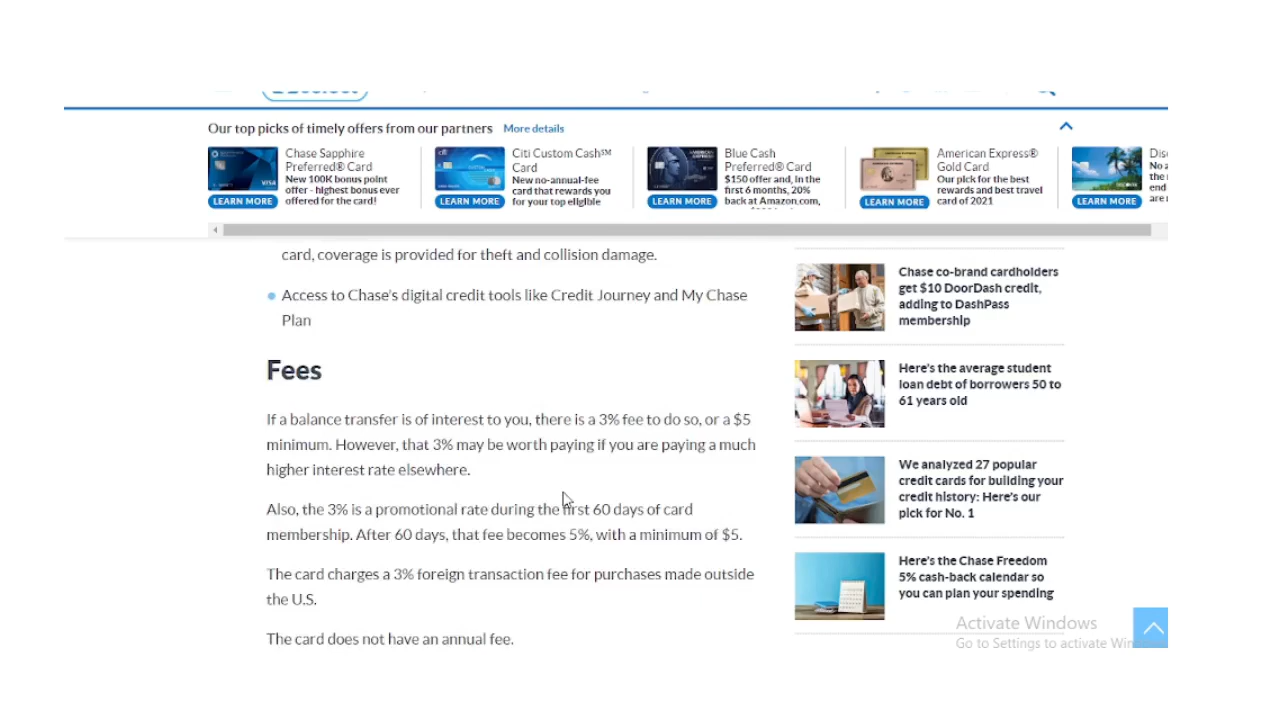 Our top picks of timely offers from our partners More details
Chase Sapphire
Preferred® Card
New 100K bonus point
offer - highest bonus ever
offered for the card!
VISA
LEARN MORE
Citi Custom Cash℠
Card
New no-annual-fee
card that rewards you
for your top eligible
citi
LEARN MORE
Blue Cash
Preferred® Card
$150 offer and, in the
first 6 months, 20%
back at Amazon.com,
LEARN MORE
American Express®
Gold Card
Our pick for the best
rewards and best travel
card of 2021
LEARN MORE
LEARN MORE
card, coverage is provided for theft and collision damage.
Access to Chase's digital credit tools like Credit Journey and My Chase
Plan
Fees
If a balance transfer is of interest to you, there is a 3% fee to do so, or a $5
minimum. However, that 3% may be worth paying if you are paying a much
higher interest rate elsewhere.
Also, the 3% is a promotional rate during the first 60 days of card
membership. After 60 days, that fee becomes 5%, with a minimum of $5.
The card charges a 3% foreign transaction fee for purchases made outside
the U.S.
The card does not have an annual fee.
Chase co-brand cardholders
get $10 DoorDash credit,
adding to DashPass
membership
Here's the average student
loan debt of borrowers 50 to
61 years old
We analyzed 27 popular
credit cards for building your
credit history: Here's our
pick for No. 1
Here's the Chase Freedom
5% cash-back calendar so
you can plan your spending
Activate Windows
Go to Settings to activate